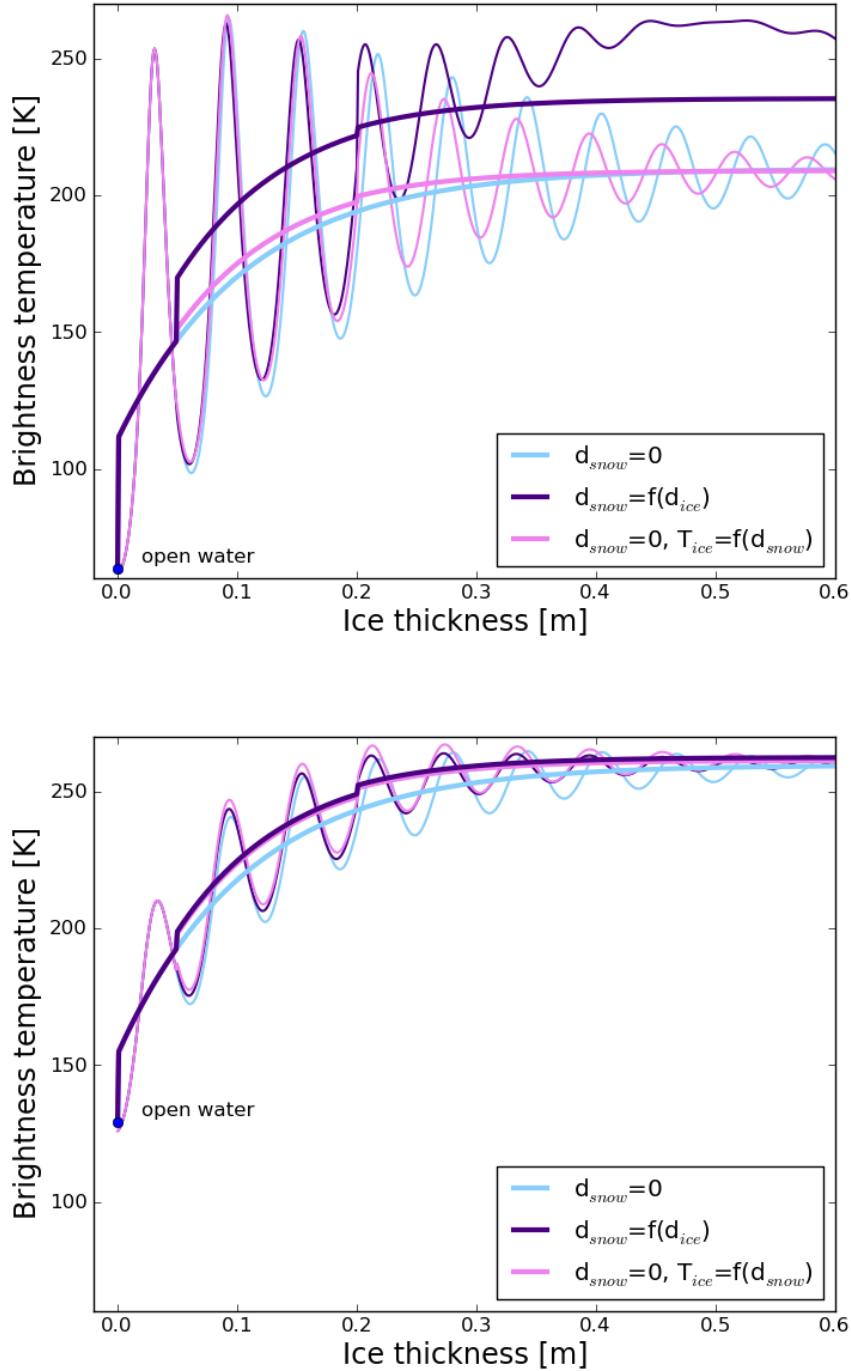 250
200
150
100
Brightness temperature [K]
open water
d_snow=0
d_snow=f(d_ice)
d_snow=0, T_ice=f(d_snow)
0.0 0.1 0.2 0.3 0.4 0.5 0.6
Ice thickness [m]
250
200
150
100
Brightness temperature [K]
open water
d_snow=0
d_snow=f(d_ice)
d_snow=0, T_ice=f(d_snow)
0.0 0.1 0.2 0.3 0.4 0.5 0.6
Ice thickness [m]